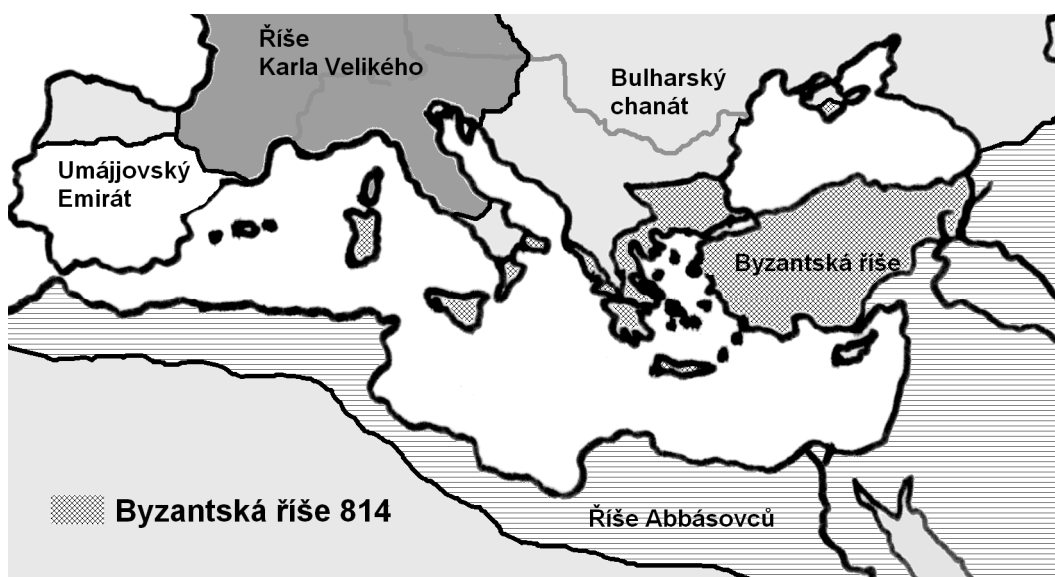 Říše
Karla Velikého
Bulharský
chanát
Umájjovský
Emirát
Byzantská říše
Byzantská říše 814
Říše Abbásovců